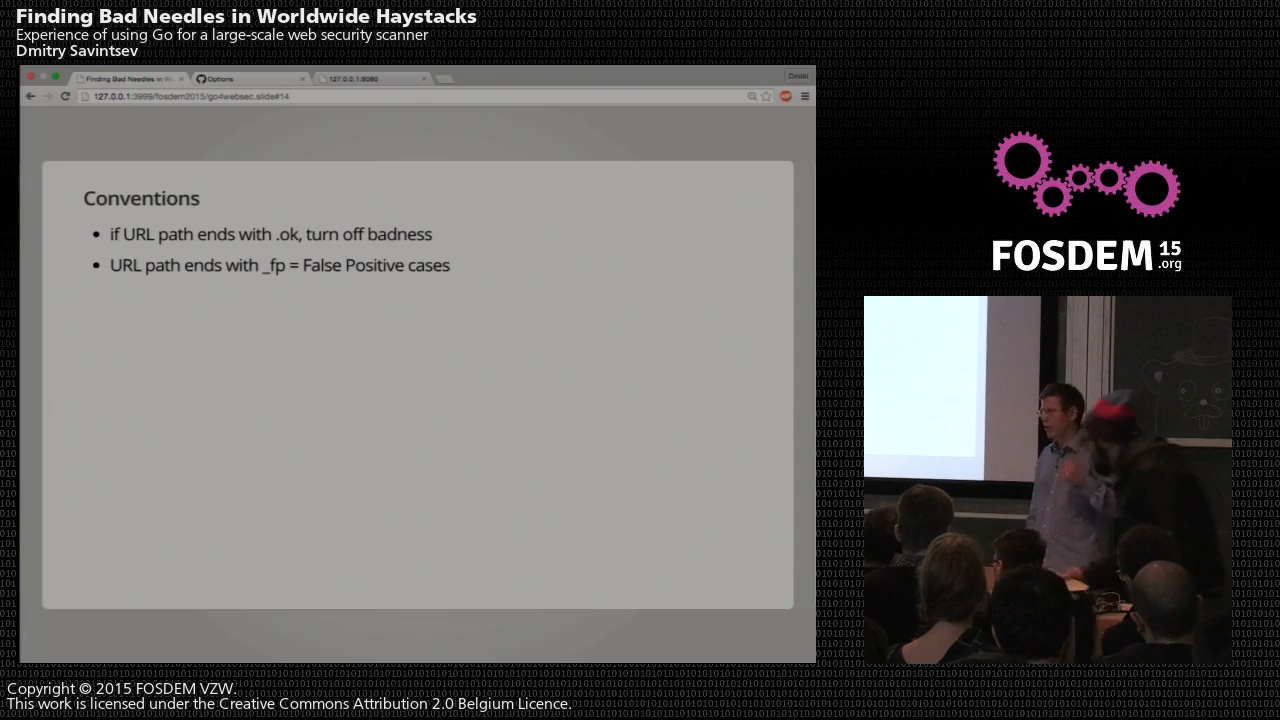 Finding Bad Needles in Worldwide Haystacks
Experience of using Go for a large-scale web security scanner
Dmitry Savintsev
Finding Bad Needles in Wo
Options
127.0.0.1:8080
Dmitri
127.0.0.1:3999/fosdem2015/go4websec.slide#14
ABP
Conventions
• if URL path ends with .ok, turn off badness
• URL path ends with _fp = False Positive cases
FOSDEM 15
.org
Copyright © 2015 FOSDEM VZW.
This work is licensed under the Creative Commons Attribution 2.0 Belgium Licence.